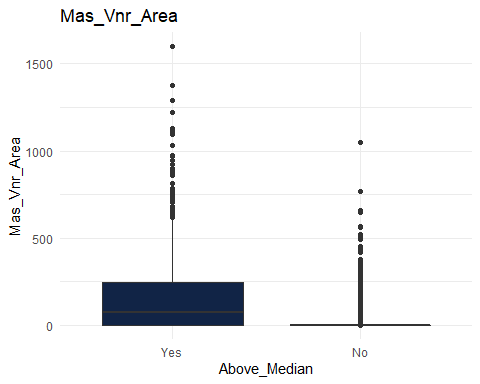 Mas_Vnr_Area
Mas_Vnr_Area
1500
1000
500
0
Yes
No
Above_Median